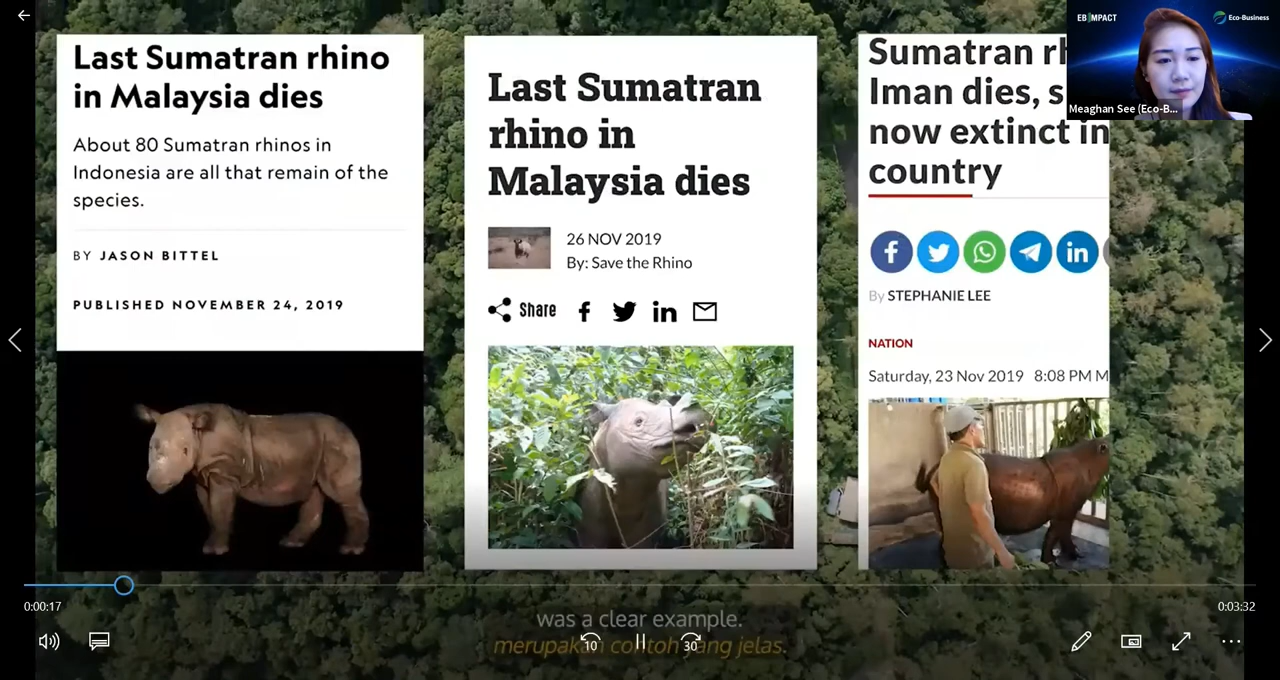 Last Sumatran rhino
in Malaysia dies
About 80 Sumatran rhinos in
Indonesia are all that remain of the
species.
BY JASON BITTEL
PUBLISHED NOVEMBER 24, 2019
Last Sumatran
rhino in
Malaysia dies
26 NOV 2019
By: Save the Rhino
Share
Sumatran rh
Iman dies, s
now extinct in
country
By STEPHANIE LEE
NATION
Saturday, 23 Nov 2019 8:08 PM M
EB IMPACT
Eco-Business
Meaghan See (Eco-B...
0:00:17
0:03:32
was a clear example.
merupakan contoh yang jelas.
10
30